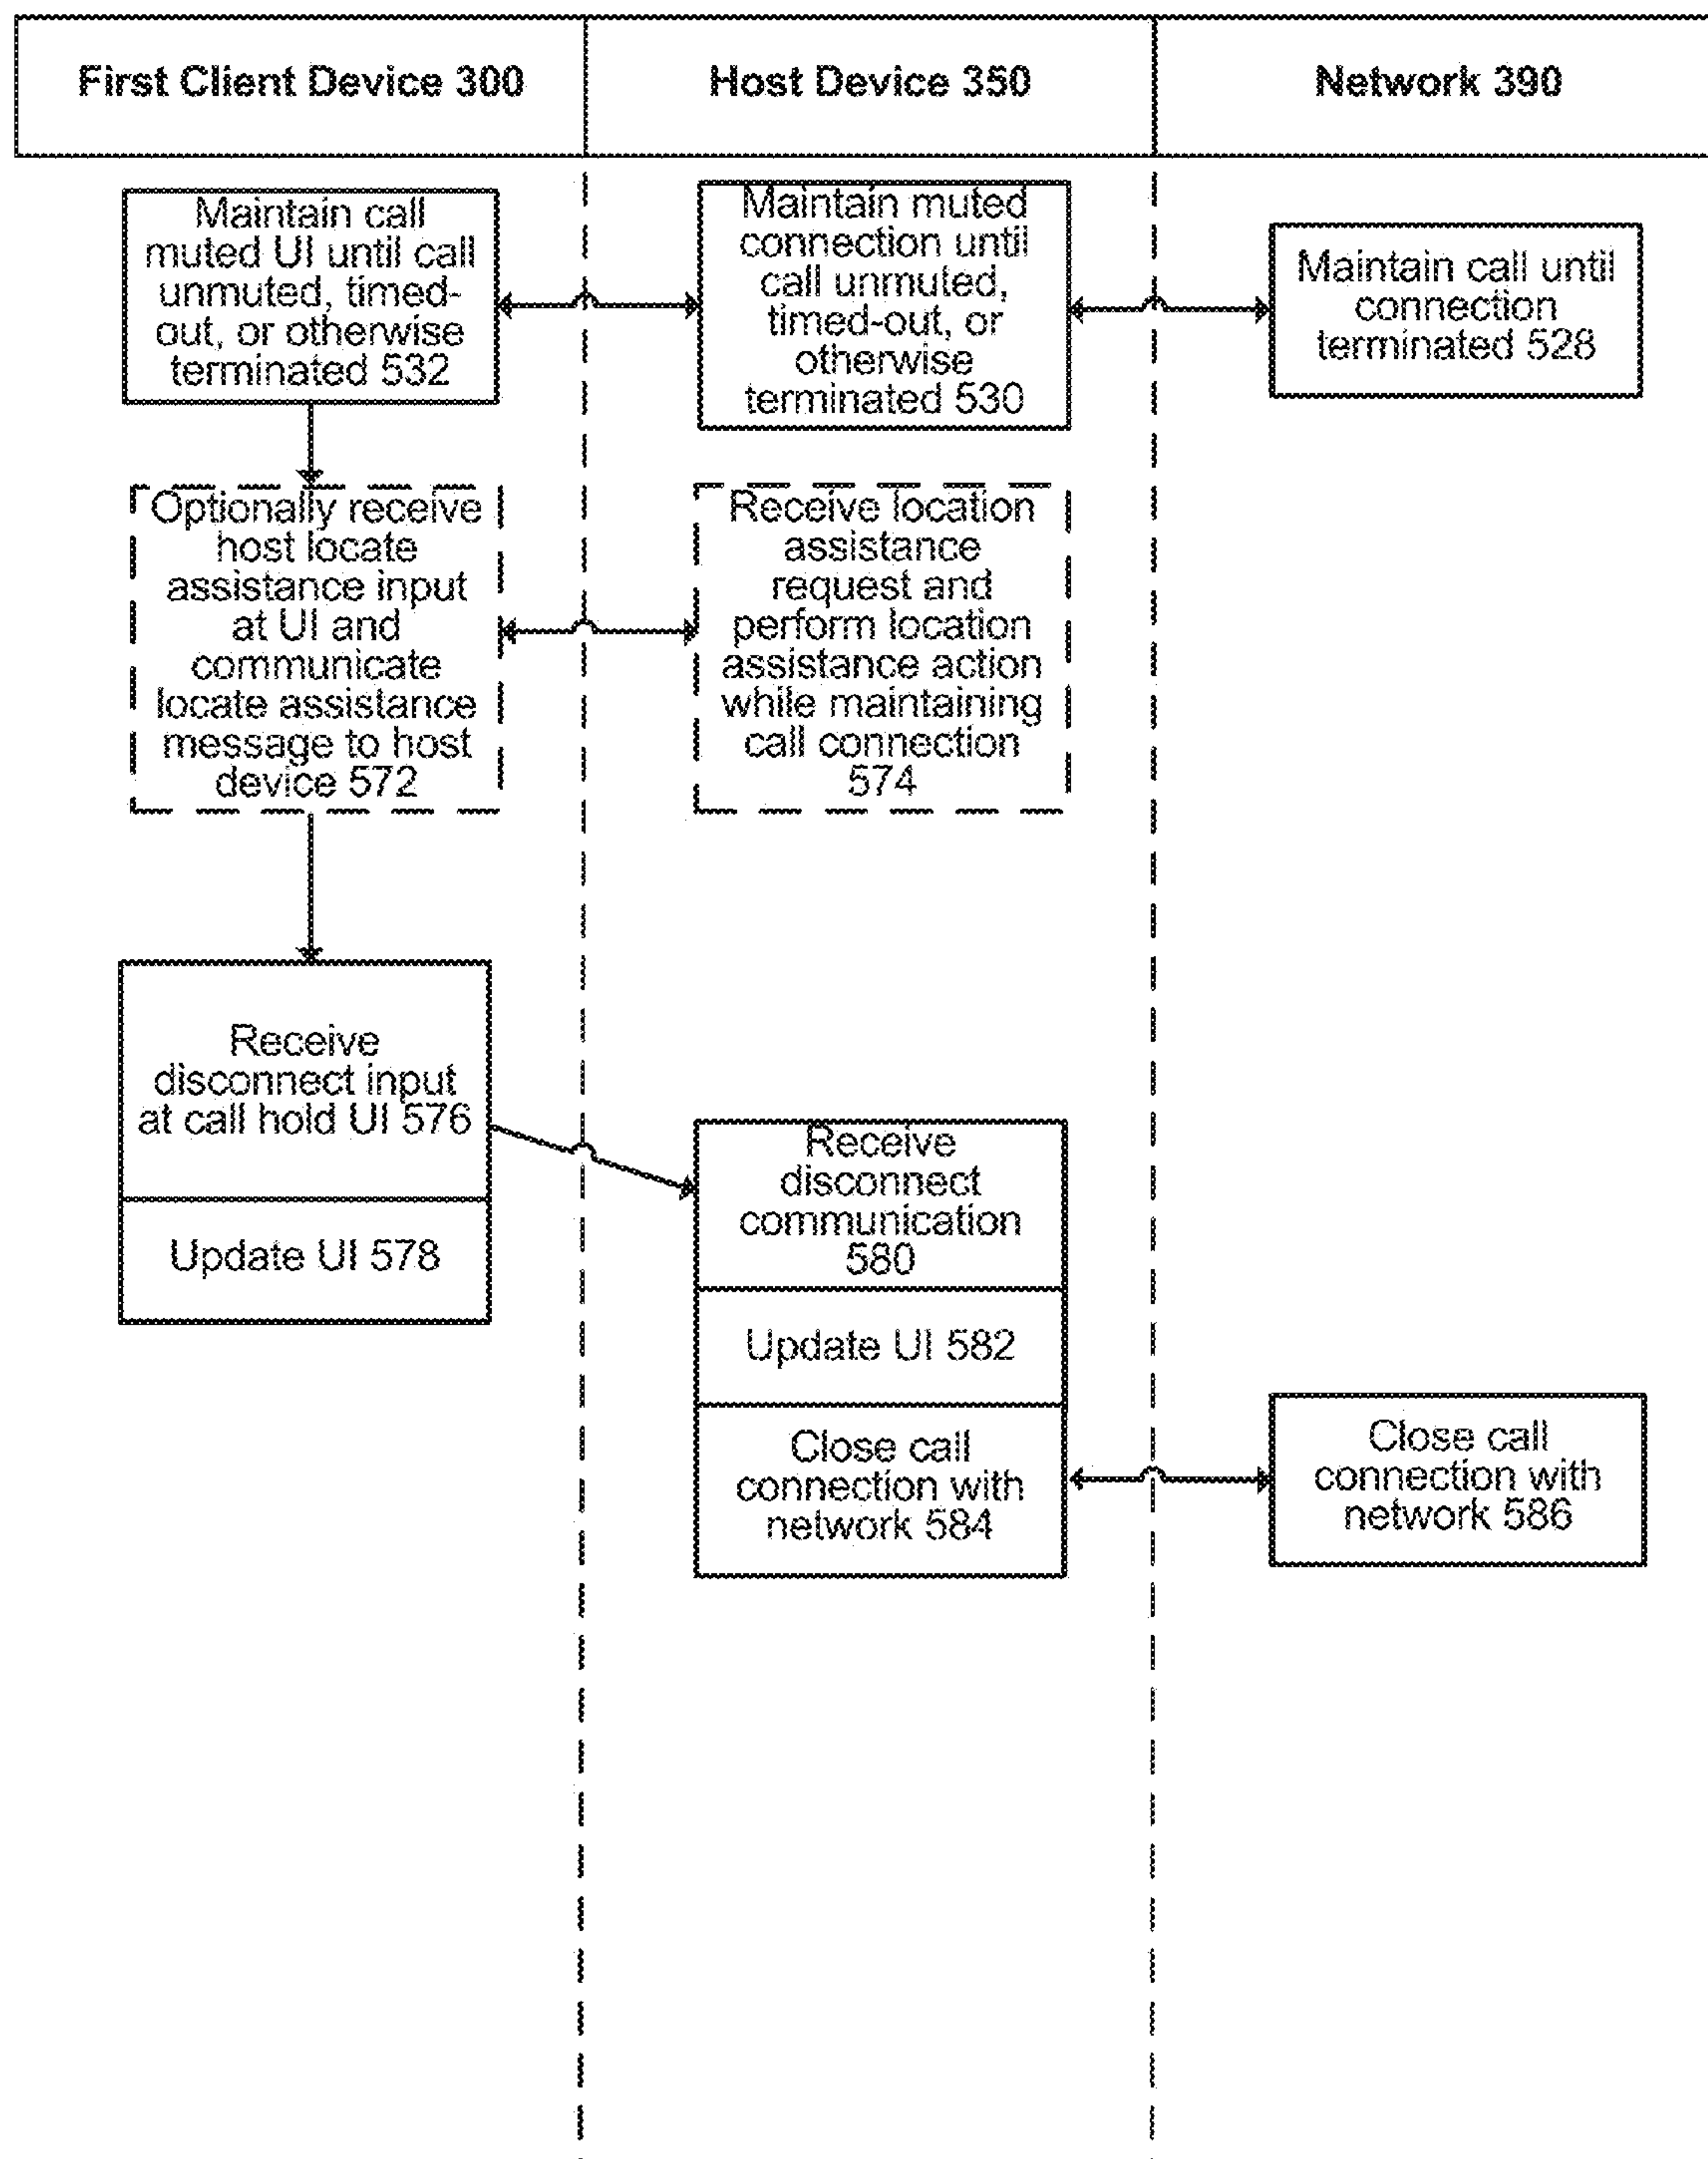 First Client Device 300
Host Device 350
Network 390
Maintain call
muted UI until call
unmuted, timed-
out, or otherwise
terminated 532
Maintain muted
connection until
call unmuted,
timed-out, or
otherwise
terminated 530
Maintain call until
connection
terminated 528
Optionally receive
host locate
assistance input
at UI and
communicate
locate assistance
message to host
device 572
Receive location
assistance
request and
perform location
assistance action
while maintaining
call connection
574
Receive
disconnect input
at call hold UI 576
Update UI 578
Receive
disconnect
communication
580
Update UI 582
Close call
connection with
network 584
Close call
connection with
network 586